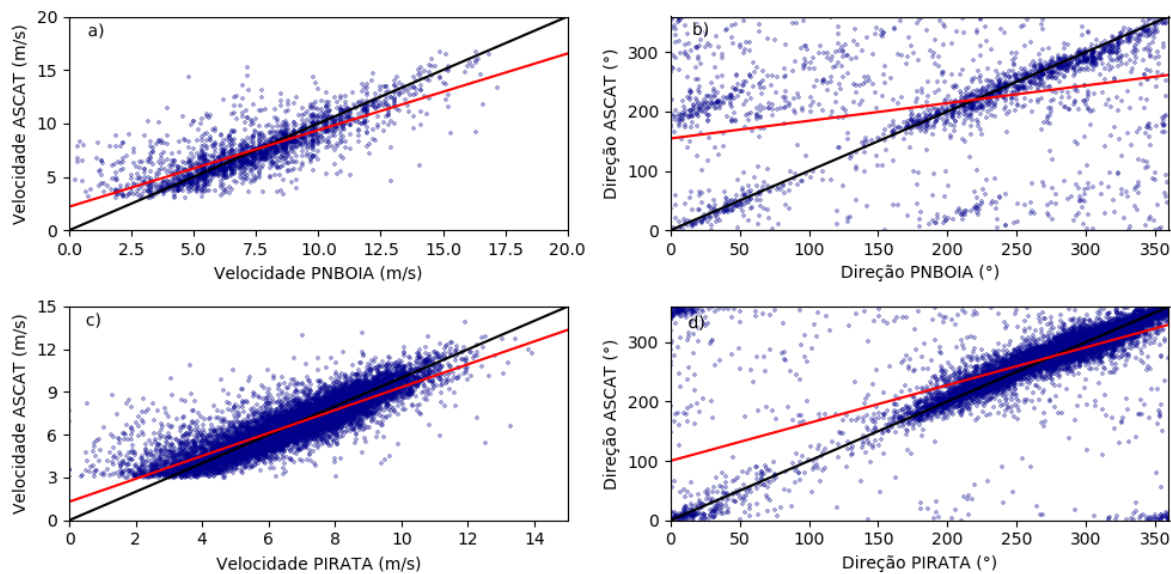 a)
Velocidade ASCAT (m/s)
20
15
10
5
0
0.0 2.5 5.0 7.5 10.0 12.5 15.0 17.5 20.0
Velocidade PNBOIA (m/s)
b)
Direção ASCAT (°)
300
200
100
0
0 50 100 150 200 250 300 350
Direção PNBOIA (°)
c)
Velocidade ASCAT (m/s)
15
12
9
6
3
0
0 2 4 6 8 10 12 14
Velocidade PIRATA (m/s)
d)
Direção ASCAT (°)
300
200
100
0
0 50 100 150 200 250 300 350
Direção PIRATA (°)